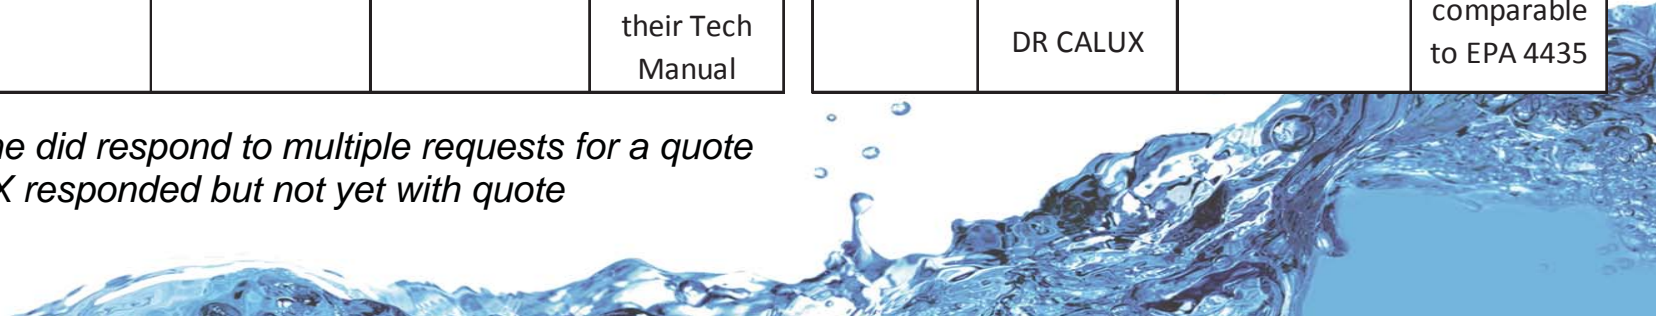 their Tech
Manual
DR CALUX
comparable
to EPA 4435
did respond to multiple requests for a quote
X responded but not yet with quote